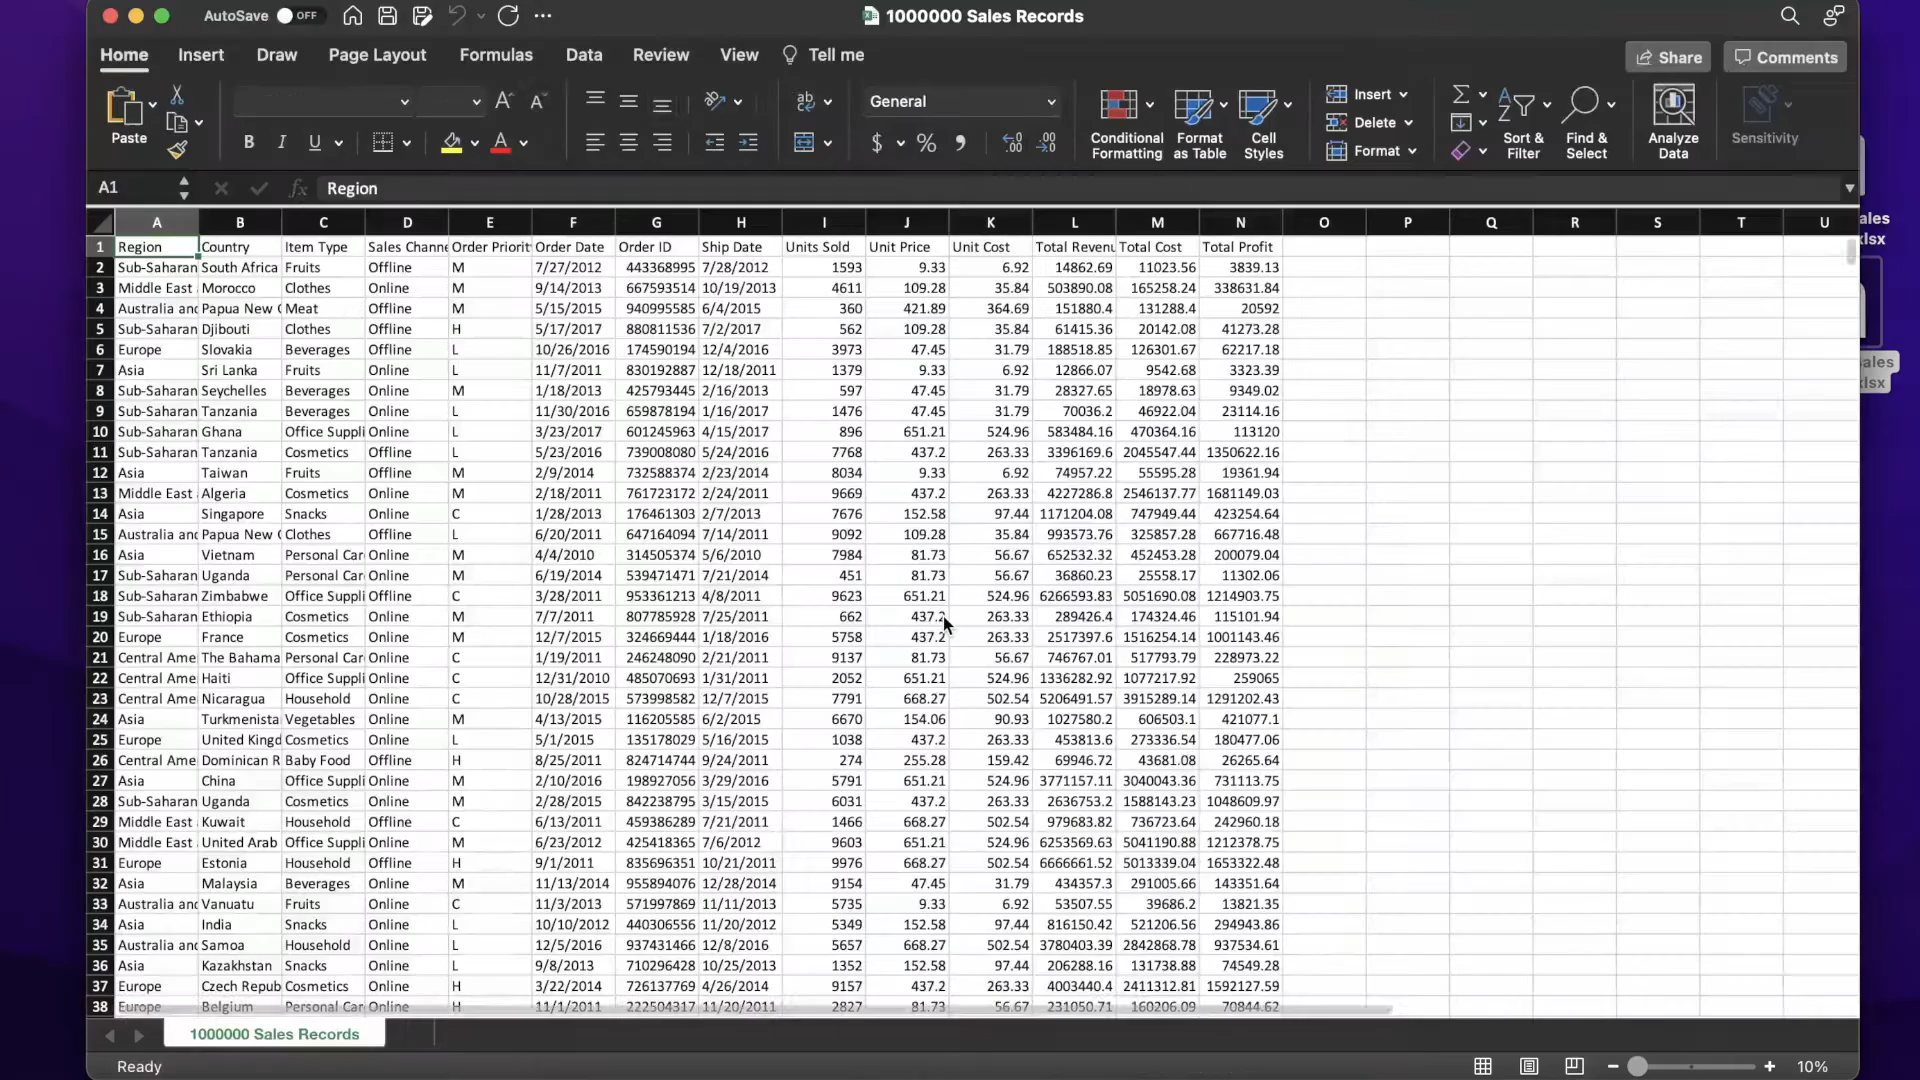 AutoSave OFF 1000000 Sales Records
Home Insert Draw Page Layout Formulas Data Review View Tell me Share Comments
Paste General Conditional Formatting Format as Table Cell Styles Insert Delete Format Sort & Filter Find & Select Analyze Data Sensitivity
A1 fx Region
A B C D E F G H I J K L M N O P Q R S T U
1 Region Country Item Type Sales Channe Order Priorit Order Date Order ID Ship Date Units Sold Unit Price Unit Cost Total Revenu Total Cost Total Profit
2 Sub-Saharan South Africa Fruits Offline M 7/27/2012 443368995 7/28/2012 1593 9.33 6.92 14862.69 11023.56 3839.13
3 Middle East Morocco Clothes Online M 9/14/2013 667593514 10/19/2013 4611 109.28 35.84 503890.08 165258.24 338631.84
4 Australia and Papua New Meat Offline M 5/15/2015 940995585 6/4/2015 360 421.89 364.69 151880.4 131288.4 20592
5 Sub-Saharan Djibouti Clothes Offline H 5/17/2017 880811536 7/2/2017 562 109.28 35.84 61415.36 20142.08 41273.28
6 Europe Slovakia Beverages Offline L 10/26/2016 174590194 12/4/2016 3973 47.45 31.79 188518.85 126301.67 62217.18
7 Asia Sri Lanka Fruits Online L 11/7/2011 830192887 12/18/2011 1379 9.33 6.92 12866.07 9542.68 3323.39
8 Sub-Saharan Seychelles Beverages Online M 1/18/2013 425793445 2/16/2013 597 47.45 31.79 28327.65 18978.63 9349.02
9 Sub-Saharan Tanzania Beverages Online L 11/30/2016 659878194 1/16/2017 1476 47.45 31.79 70036.2 46922.04 23114.16
10 Sub-Saharan Ghana Office Suppli Online L 3/23/2017 601245963 4/15/2017 896 651.21 524.96 583484.16 470364.16 113120
11 Sub-Saharan Tanzania Cosmetics Offline L 5/23/2016 739008080 5/24/2016 7768 437.2 263.33 3396169.6 2045547.44 1350622.16
12 Asia Taiwan Fruits Offline M 2/9/2014 732588374 2/23/2014 8034 9.33 6.92 74957.22 55595.28 19361.94
13 Middle East Algeria Cosmetics Online M 2/18/2011 761723172 2/24/2011 9669 437.2 263.33 4227286.8 2546137.77 1681149.03
14 Asia Singapore Snacks Online C 1/28/2013 176461303 2/7/2013 7676 152.58 97.44 1171204.08 747949.44 423254.64
15 Australia and Papua New Clothes Offline L 6/20/2011 647164094 7/14/2011 9092 109.28 35.84 993573.76 325857.28 667716.48
16 Asia Vietnam Personal Car Online M 4/4/2010 314505374 5/6/2010 7984 81.73 56.67 652532.32 452453.28 200079.04
17 Sub-Saharan Uganda Personal Car Online M 6/19/2014 539471471 7/21/2014 451 81.73 56.67 36860.23 25558.17 11302.06
18 Sub-Saharan Zimbabwe Office Suppli Offline C 3/28/2011 953361213 4/8/2011 9623 651.21 524.96 6266593.83 5051690.08 1214903.75
19 Sub-Saharan Ethiopia Cosmetics Online M 7/7/2011 807785928 7/25/2011 662 437.2 263.33 289426.4 174324.46 115101.94
20 Europe France Cosmetics Online M 12/7/2015 324669444 1/18/2016 5758 437.2 263.33 2517397.6 1516254.14 1001143.46
21 Central Ame The Bahama Personal Car Online C 1/19/2011 246248090 2/21/2011 9137 81.73 56.67 746767.01 517793.79 228973.22
22 Central Ame Haiti Office Suppli Online C 12/31/2010 485070693 1/31/2011 2052 651.21 524.96 1336282.92 1077217.92 259065
23 Central Ame Nicaragua Household Online C 10/28/2015 573998582 12/7/2015 7791 668.27 502.54 5206491.57 3915289.14 1291202.43
24 Asia Turkmenista Vegetables Online M 4/13/2015 116205585 6/2/2015 6670 154.06 90.93 1027580.2 606503.1 421077.1
25 Europe United Kingd Cosmetics Online L 5/1/2015 135178029 5/16/2015 1038 437.2 263.33 453813.6 273336.54 180477.06
26 Central Ame Dominican R Baby Food Offline H 8/25/2011 824714744 9/24/2011 274 255.28 159.42 69946.72 43681.08 26265.64
27 Asia China Office Suppli Online M 2/10/2016 198927056 3/29/2016 5791 651.21 524.96 3771157.11 3040043.36 731113.75
28 Sub-Saharan Uganda Cosmetics Online M 2/28/2015 842238795 3/15/2015 6031 437.2 263.33 2636753.2 1588143.23 1048609.97
29 Middle East Kuwait Household Offline C 6/13/2011 459386289 7/21/2011 1466 668.27 502.54 979683.82 736723.64 242960.18
30 Middle East United Arab Office Suppli Online M 6/23/2012 425418365 7/6/2012 9603 651.21 524.96 6253569.63 5041190.88 1212378.75
31 Europe Estonia Household Offline H 9/1/2011 835696351 10/21/2011 9976 668.27 502.54 6666661.52 5013339.04 1653322.48
32 Asia Malaysia Beverages Online M 11/13/2014 955894076 12/28/2014 9154 47.45 31.79 434357.3 291005.66 143351.64
33 Australia and Vanuatu Fruits Online C 11/3/2013 571997869 11/11/2013 5735 9.33 6.92 53507.55 39686.2 13821.35
34 Asia India Snacks Online L 10/10/2012 440306556 11/20/2012 5349 152.58 97.44 816150.42 521206.56 294943.86
35 Australia and Samoa Household Online L 12/5/2016 937431466 12/8/2016 5657 668.27 502.54 3780403.39 2842868.78 937534.61
36 Asia Kazakhstan Snacks Online L 9/8/2013 710296428 10/25/2013 1352 152.58 97.44 206288.16 131738.88 74549.28
37 Europe Czech Repub Cosmetics Online H 3/22/2014 726137769 4/26/2014 9157 437.2 263.33 4003440.4 2411312.81 1592127.59
38 Europe Belgium Personal Car Online H 11/1/2011 222504317 11/20/2011 2827 81.73 56.67 231050.71 160206.09 70844.62
1000000 Sales Records
Ready 10%
ales
xlsx
ales
xlsx